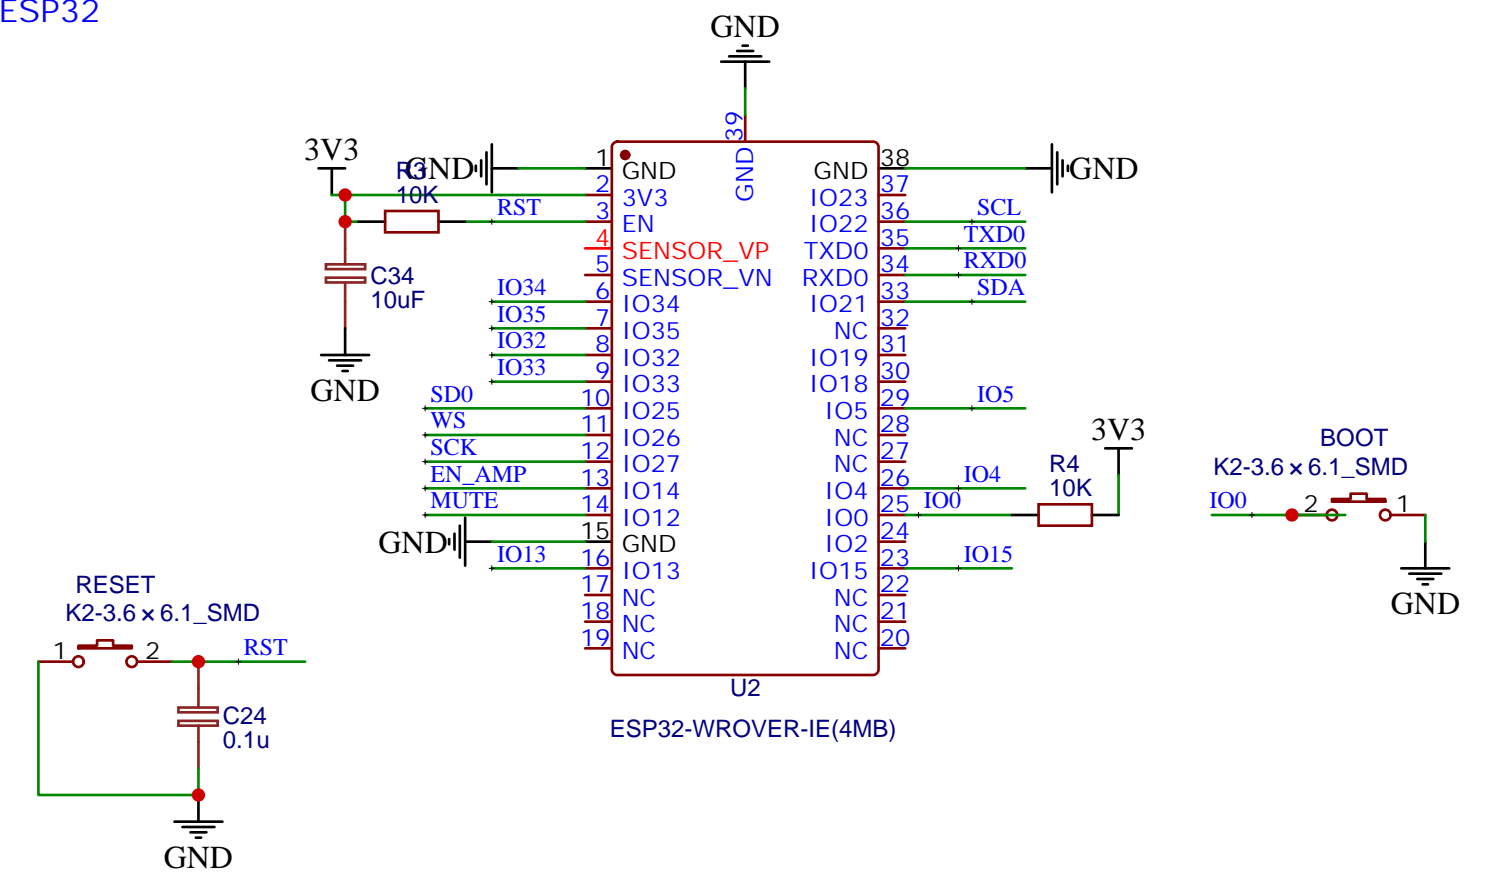 ESP32
GND
39
GND
3V3
R3
10K
GND
RST
C34
10uF
GND
IO34
IO35
IO32
IO33
SD0
WS
SCK
EN_AMP
MUTE
GND
IO13
1 GND
2 3V3
3 EN
4 SENSOR_VP
5 SENSOR_VN
6 IO34
7 IO35
8 IO32
9 IO33
10 IO25
11 IO26
12 IO27
13 IO14
14 IO12
15 GND
16 IO13
17 NC
18 NC
19 NC
GND 38
IO23 37
IO22 36
TXD0 35
RXD0 34
IO21 33
NC 32
IO19 31
IO18 30
IO5 29
NC 28
NC 27
IO4 26
IO0 25
IO2 24
IO15 23
NC 22
NC 21
NC 20
GND
SCL
TXD0
RXD0
SDA
IO5
IO4
IO0
IO15
3V3
R4
10K
BOOT
K2-3.6×6.1_SMD
IO0
2 1
GND
U2
ESP32-WROVER-IE(4MB)
RESET
K2-3.6×6.1_SMD
1 2
RST
C24
0.1u
GND